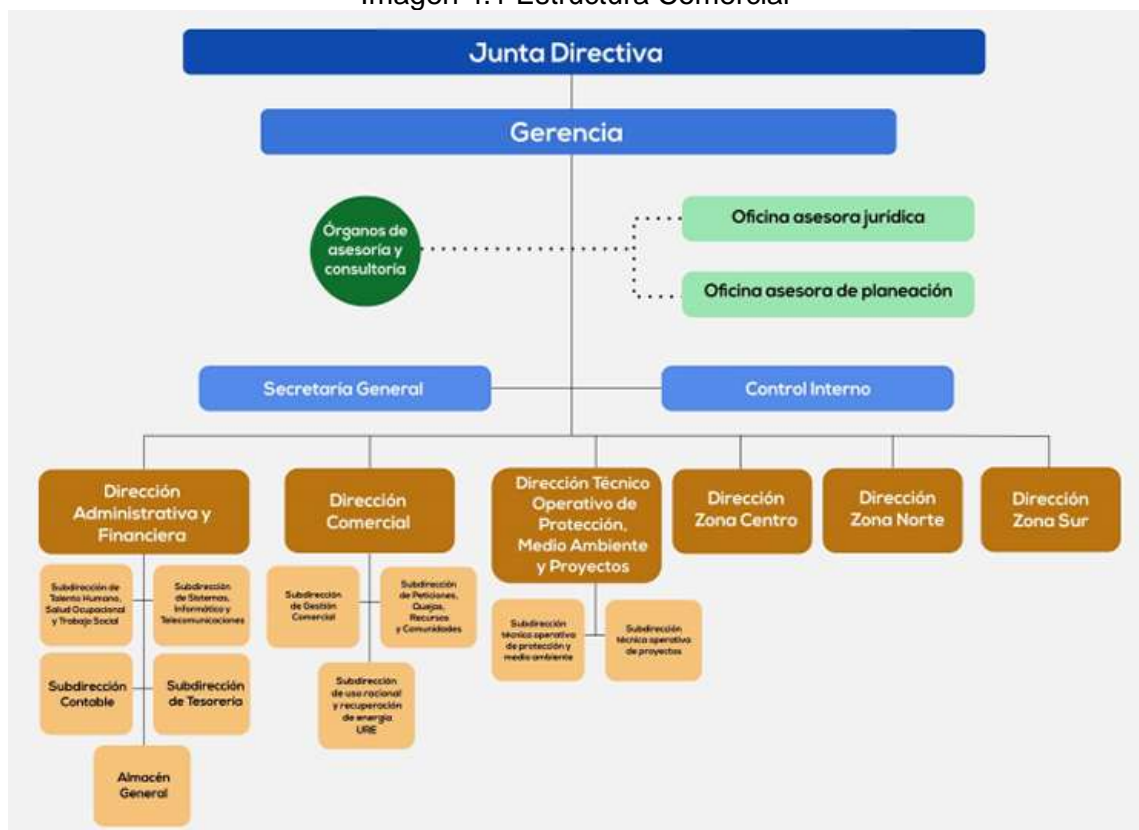 Imagen 4.1 Estructura Comercial
Junta Directiva
Gerencia
Órganos de
asesoría y
consultoría
Oficina asesora jurídica
Oficina asesora de planeación
Secretaría General
Control Interno
Dirección
Administrativa y
Financiera
Dirección
Comercial
Dirección Técnico
Operativo de
Protección,
Medio Ambiente
y Proyectos
Dirección
Zona Centro
Dirección
Zona Norte
Dirección
Zona Sur
Subdirección de
Talento Humano,
Salud Ocupacional
y Trabajo Social
Subdirección
de Sistemas,
Informática y
Telecomunicaciones
Subdirección
Contable
Subdirección
de Tesorería
Almacén
General
Subdirección
de Gestión
Comercial
Subdirección
de Peticiones,
Quejas,
Recursos
y Comunidades
Subdirección
de uso racional
y recuperación
de energía
URE
Subdirección
técnica operativa
de protección y
medio ambiente
Subdirección
técnica operativa
de proyectos